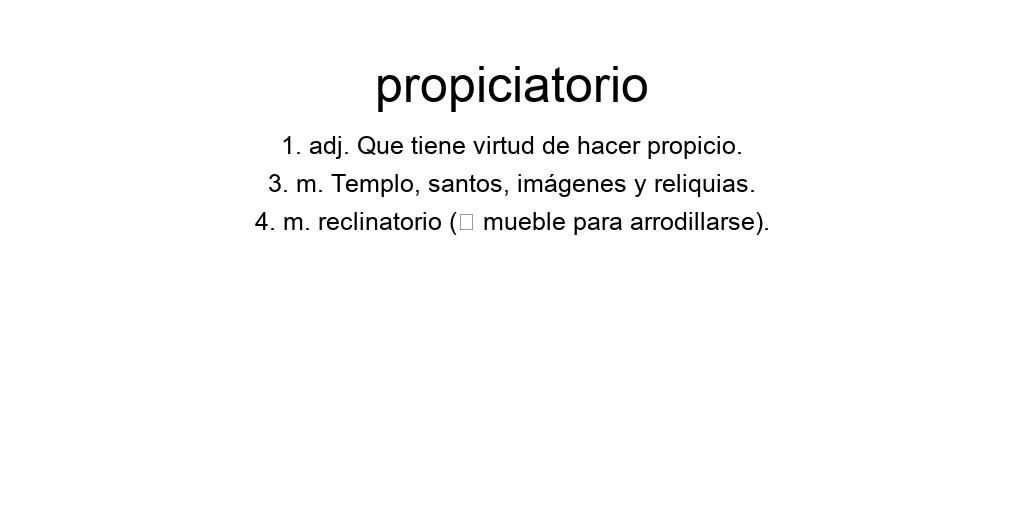 propiciatorio
1. adj. Que tiene virtud de hacer propicio.
3. m. Templo, santos, imágenes y reliquias.
4. m. reclinatorio (□ mueble para arrodillarse).